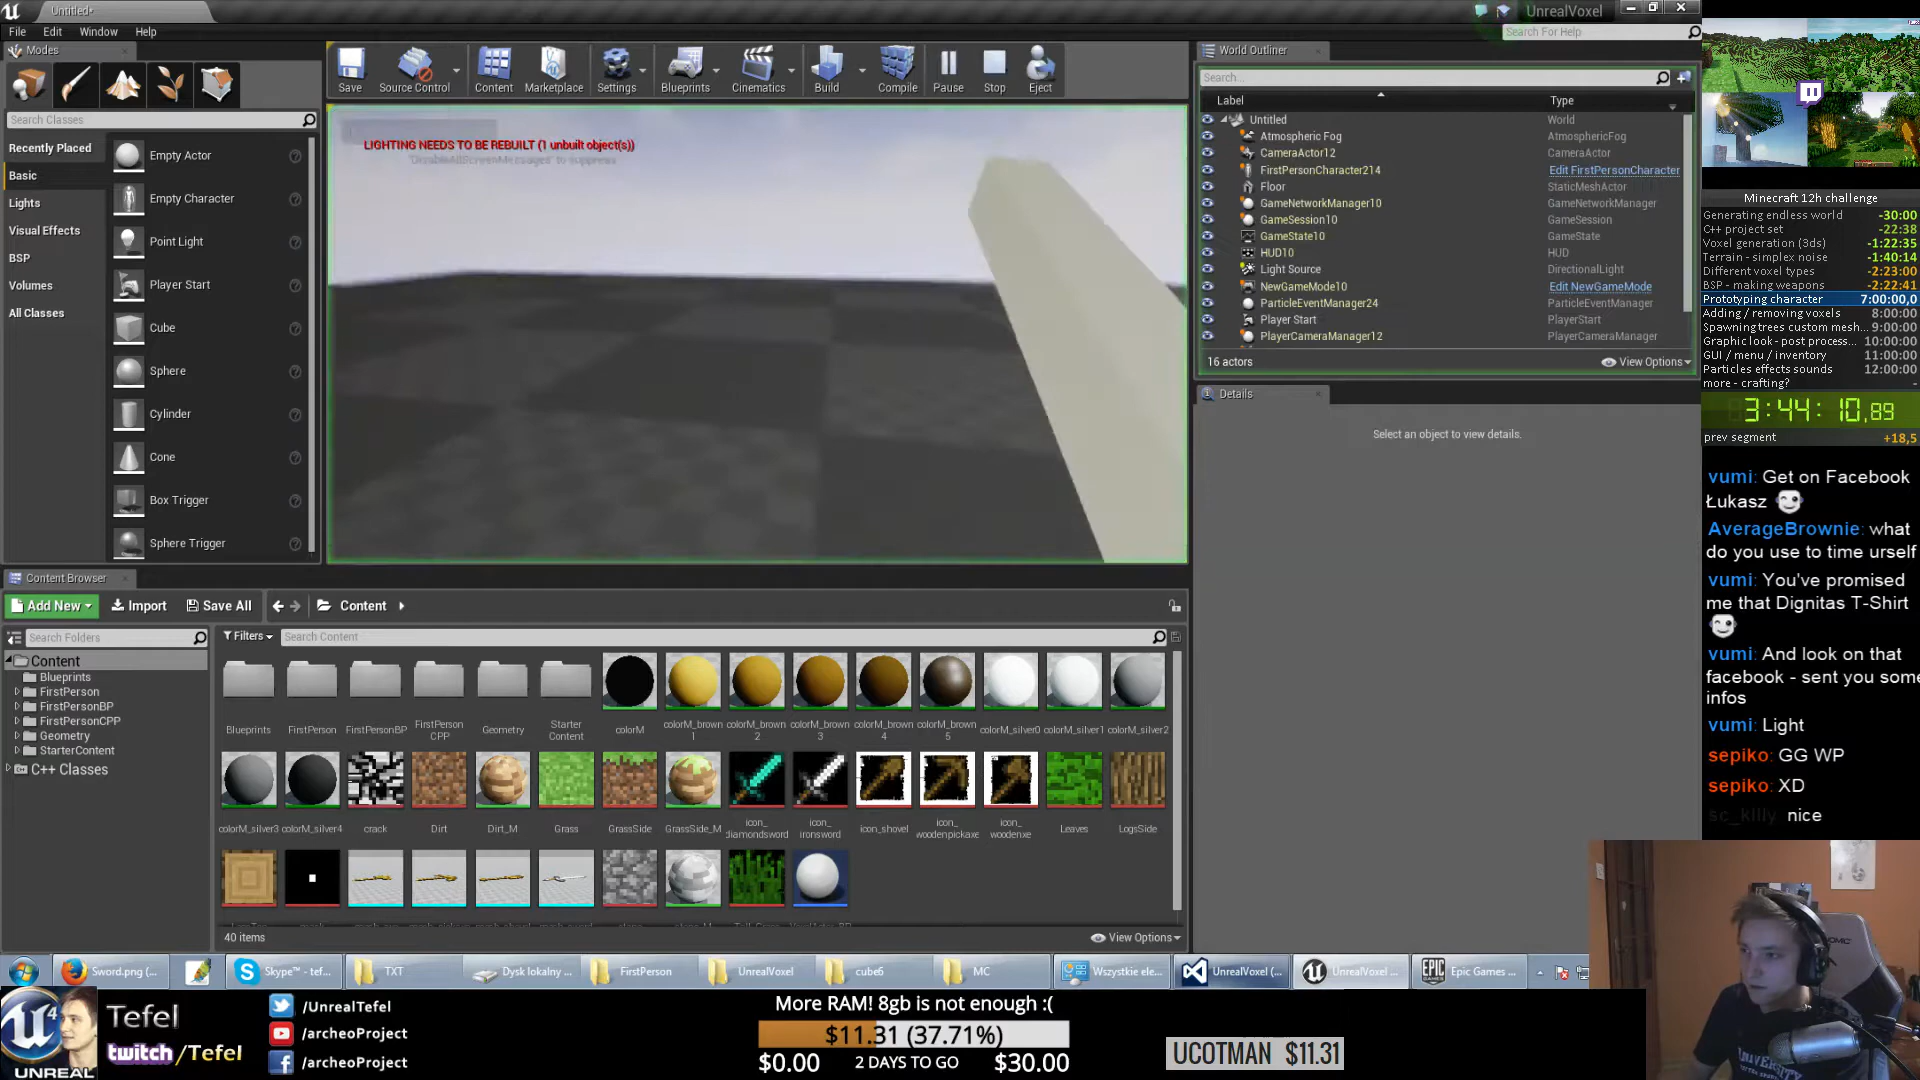 Untitled*
UnrealVoxel
File Edit Window Help
Search For Help
Modes
Search Classes
Recently Placed
Basic
Lights
Visual Effects
BSP
Volumes
All Classes
Empty Actor
Empty Character
Point Light
Player Start
Cube
Sphere
Cylinder
Cone
Box Trigger
Sphere Trigger
Save
Source Control
Content
Marketplace
Settings
Blueprints
Cinematics
Build
Compile
Pause
Stop
Eject
LIGHTING NEEDS TO BE REBUILT (1 unbuilt object(s))
'DisableAllScreenMessages' to suppress
World Outliner
Search...
Label Type
Untitled World
Atmospheric Fog AtmosphericFog
CameraActor12 CameraActor
FirstPersonCharacter214 Edit FirstPersonCharacter
Floor StaticMeshActor
GameNetworkManager10 GameNetworkManager
GameSession10 GameSession
GameState10 GameState
HUD10 HUD
Light Source DirectionalLight
NewGameMode10 Edit NewGameMode
ParticleEventManager24 ParticleEventManager
Player Start PlayerStart
PlayerCameraManager12 PlayerCameraManager
16 actors View Options
Details
Select an object to view details.
Content Browser
Add New Import Save All Content
Search Folders
Filters Search Content
Content
Blueprints
FirstPerson
FirstPersonBP
FirstPersonCPP
Geometry
StarterContent
C++ Classes
Blueprints
FirstPerson
FirstPersonBP
FirstPerson
CPP
Geometry
Starter
Content
colorM
colorM_brown
1
colorM_brown
2
colorM_brown
3
colorM_brown
4
colorM_brown
5
colorM_silver0
colorM_silver1
colorM_silver2
colorM_silver3
colorM_silver4
crack
Dirt
Dirt_M
Grass
GrassSide
GrassSide_M
icon_
diamondsword
icon_
ironsword
icon_shovel
icon_
woodenpickaxe
icon_
woodenxe
Leaves
LogsSide
40 items View Options
Minecraft 12h challenge
Generating endless world -30:00
C++ project set -22:38
Voxel generation (3ds) -1:22:35
Terrain - simplex noise -1:40:14
Different voxel types -2:23:00
BSP - making weapons -2:22:41
Prototyping character 7:00:00,0
Adding / removing voxels 8:00:00
Spawning trees custom mesh... 9:00:00
Graphic look - post process... 10:00:00
GUI / menu / inventory 11:00:00
Particles effects sounds 12:00:00
more - crafting? -
3:44:10,89
prev segment +18,5
vumi: Get on Facebook
Łukasz
AverageBrownie: what
do you use to time urself
vumi: You've promised
me that Dignitas T-Shirt
vumi: And look on that
facebook - sent you some
infos
vumi: Light
sepiko: GG WP
sepiko: XD
sc_killy nice
Sword.png (...
Skype™ - tef...
TXT
Dysk lokalny ...
FirstPerson
UnrealVoxel
cube6
MC
Wszystkie ele...
UnrealVoxel (...
UnrealVoxel ...
EPIC
Epic Games ...
4
UNREAL
Tefel
twitch/Tefel
/UnrealTefel
/archeoProject
/archeoProject
More RAM! 8gb is not enough :(
$11.31 (37.71%)
$0.00 2 DAYS TO GO $30.00
UCOTMAN $11.31
UNIVERSITY